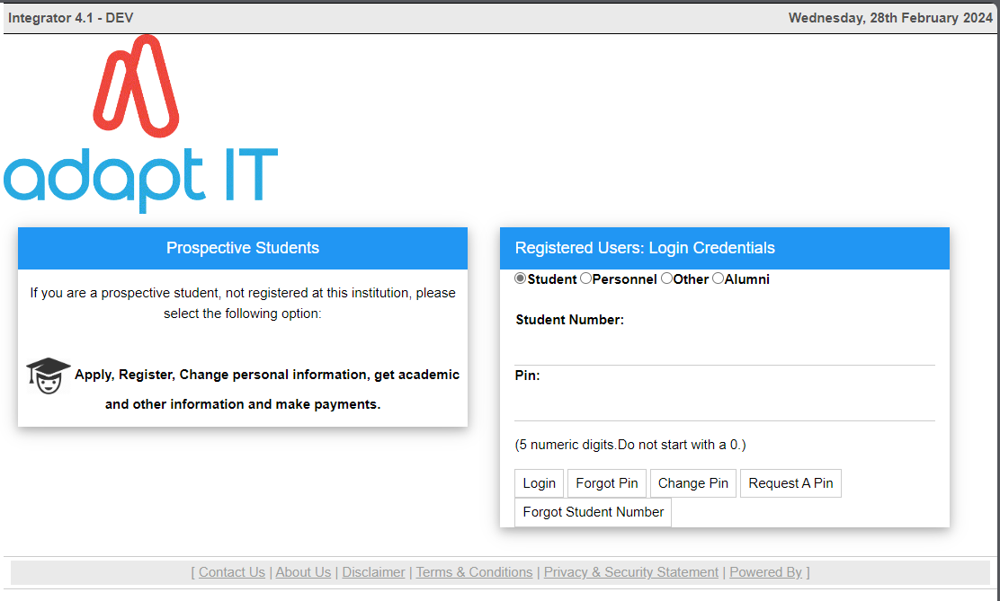 Integrator 4.1 - DEV
Wednesday, 28th February 2024
adapt IT
Prospective Students
If you are a prospective student, not registered at this institution, please
select the following option:
Apply, Register, Change personal information, get academic
and other information and make payments.
Registered Users: Login Credentials
Student Personnel Other Alumni
Student Number:
Pin:
(5 numeric digits.Do not start with a 0.)
Login Forgot Pin Change Pin Request A Pin
Forgot Student Number
[ Contact Us | About Us | Disclaimer | Terms & Conditions | Privacy & Security Statement | Powered By ]